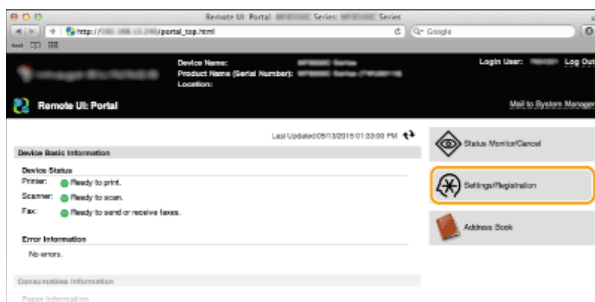 Remote UI: Portal Series: Series
http:// /portal_top.html
Google
Device Name: Series
Product Name (Serial Number): Series
Location:
Login User: Log Out
Remote UI: Portal
Mail to System Manager
Last Updated:05/13/2015 01:33:00 PM
Device Basic Information
Device Status
Printer: Ready to print.
Scanner: Ready to scan.
Fax: Ready to send or receive faxes.
Error Information
No errors.
Consumables Information
Paper Information
Status Monitor/Cancel
Settings/Registration
Address Book